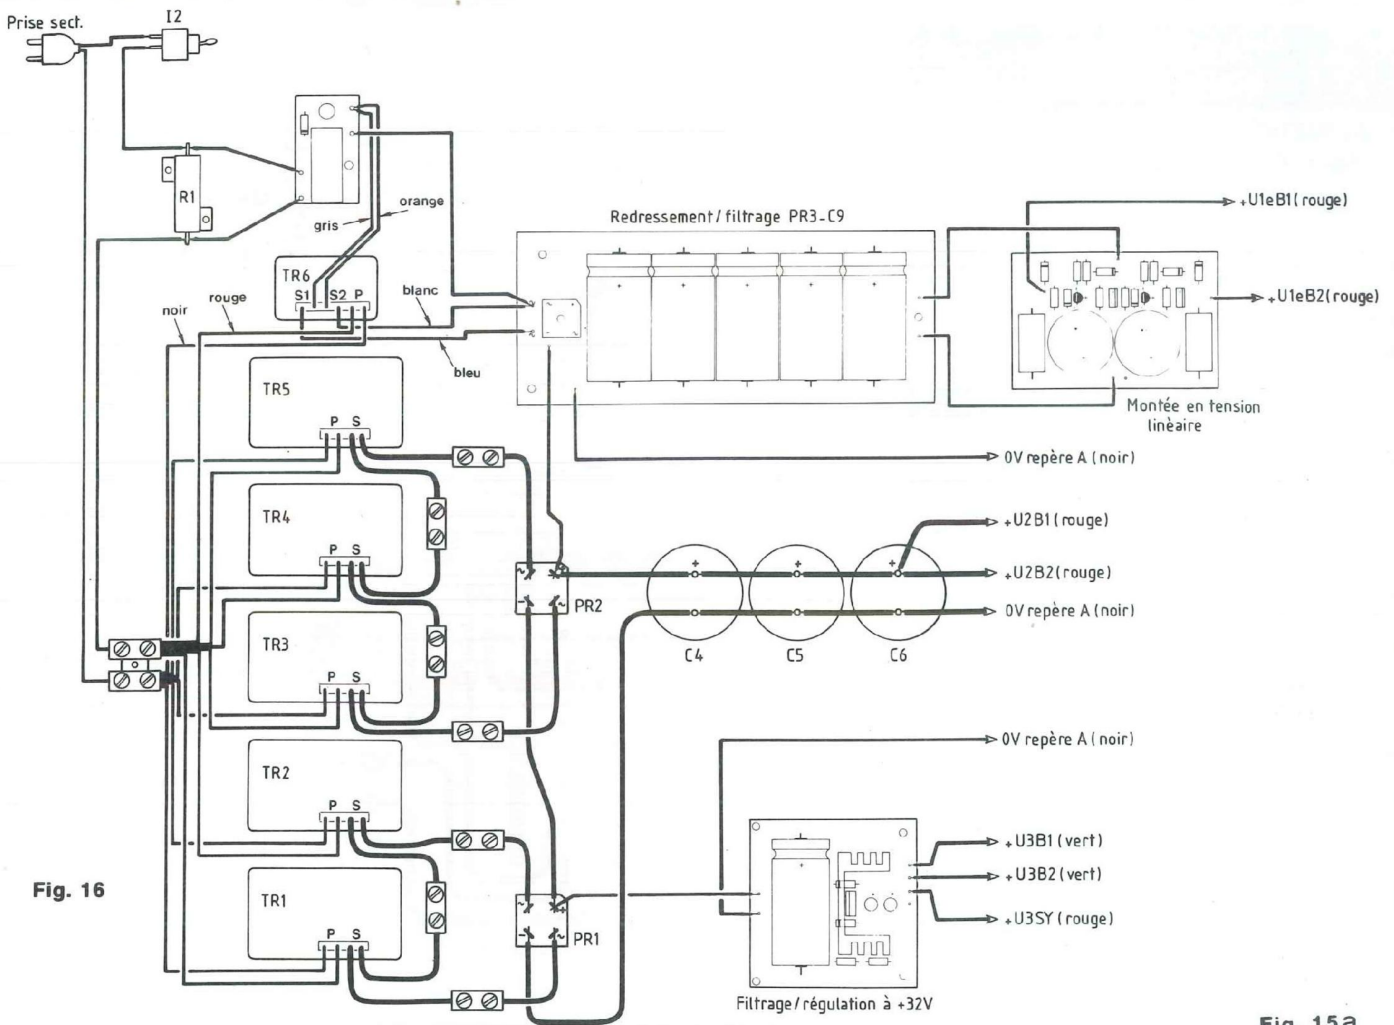 Prise sect.
I2
R1
gris
orange
Redressement/filtrage PR3-C9
+U1eB1(rouge)
TR6
S1 S2 P
blanc
+U1eB2(rouge)
noir
rouge
bleu
TR5
P S
Montée en tension
linèaire
0V repère A (noir)
TR4
P S
+U2B1(rouge)
+
+
+
+U2B2(rouge)
PR2
0V repère A (noir)
TR3
P S
C4
C5
C6
0V repère A (noir)
TR2
P S
+U3B1(vert)
+U3B2(vert)
Fig. 16
TR1
P S
+U3SY(rouge)
PR1
Filtrage/régulation à +32V
Fig. 15a